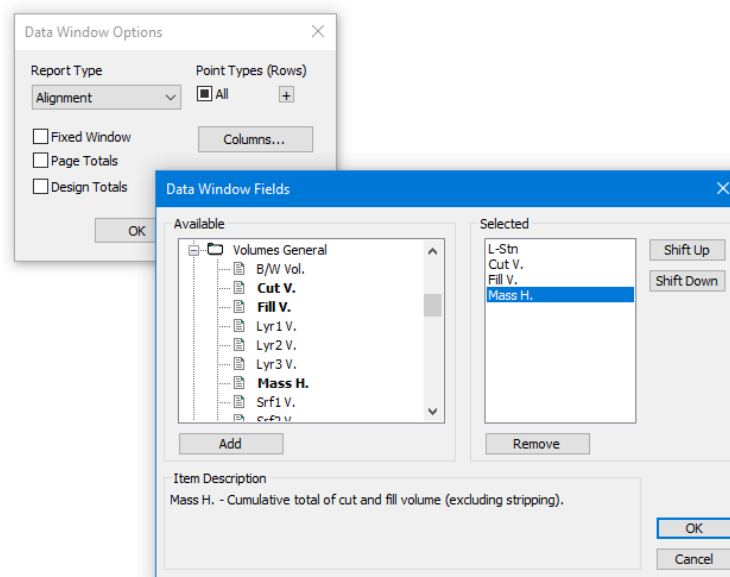 Data Window Options
Report Type
Point Types (Rows)
Alignment
All
+
Fixed Window
Columns...
Page Totals
Design Totals
OK
Data Window Fields
Available
Volumes General
B/W Vol.
Cut V.
Fill V.
Lyr1 V.
Lyr2 V.
Lyr3 V.
Mass H.
Srf1 V.
Srf2 V.
Add
Selected
L-Stn
Cut V.
Fill V.
Mass H.
Shift Up
Shift Down
Remove
Item Description
Mass H. - Cumulative total of cut and fill volume (excluding stripping).
OK
Cancel